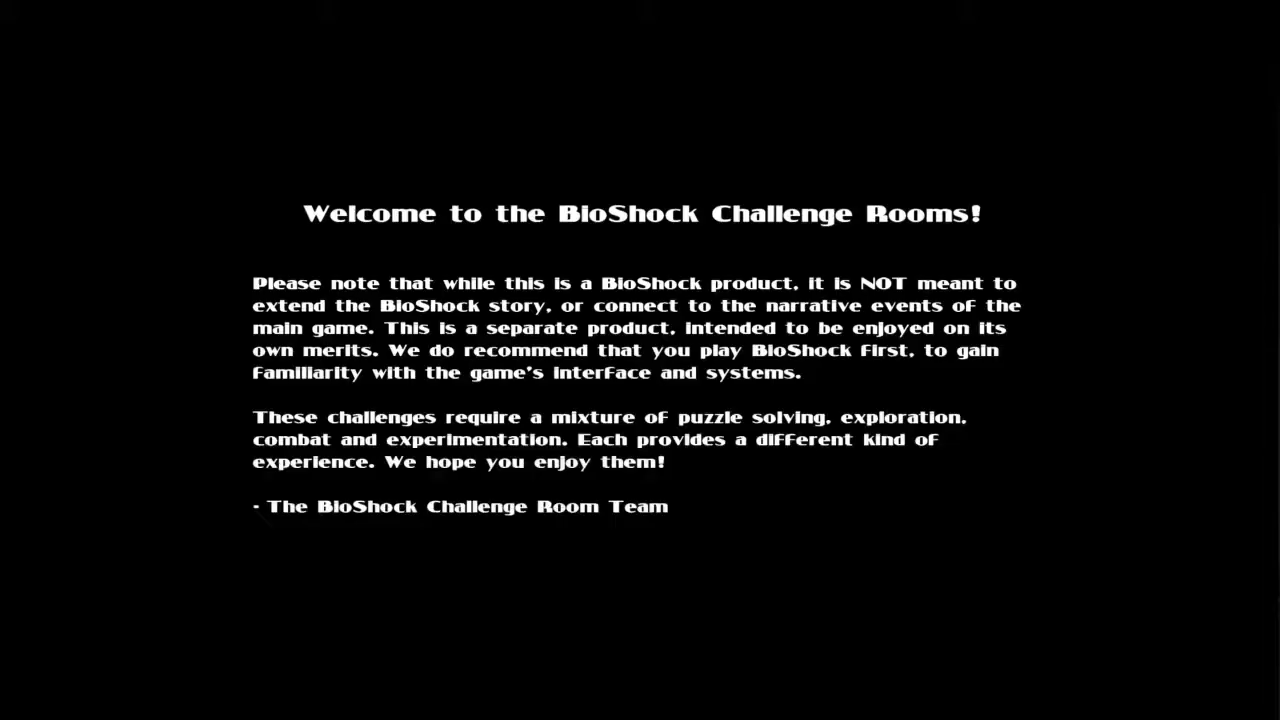 Welcome to the BioShock Challenge Rooms!
Please note that while this is a BioShock product, it is NOT meant to
extend the BioShock story, or connect to the narrative events of the
main game. This is a separate product, intended to be enjoyed on its
own merits. We do recommend that you play BioShock first, to gain
familiarity with the game's interface and systems.
These challenges require a mixture of puzzle solving, exploration,
combat and experimentation. Each provides a different kind of
experience. We hope you enjoy them!
- The BioShock Challenge Room Team